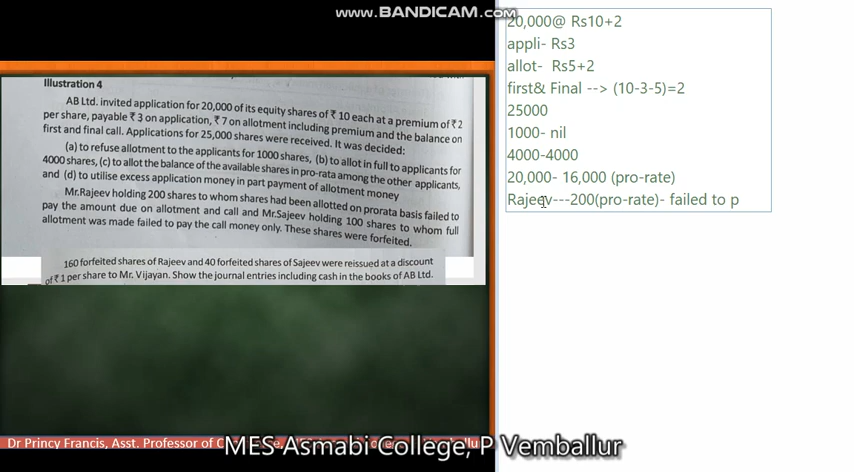 www.BANDICAM.com
Illustration 4
AB Ltd. invited application for 20,000 of its equity shares of ₹ 10 each at a premium of ₹ 2
per share, payable ₹ 3 on application, ₹ 7 on allotment including premium and the balance on
first and final call. Applications for 25,000 shares were received. It was decided:
(a) to refuse allotment to the applicants for 1000 shares, (b) to allot in full to applicants for
4000 shares, (c) to allot the balance of the available shares in pro-rata among the other applicants,
and (d) to utilise excess application money in part payment of allotment money
Mr.Rajeev holding 200 shares to whom shares had been allotted on prorata basis failed to
pay the amount due on allotment and call and Mr.Sajeev holding 100 shares to whom full
allotment was made failed to pay the call money only. These shares were forfeited.
160 forfeited shares of Rajeev and 40 forfeited shares of Sajeev were reissued at a discount
of ₹ 1 per share to Mr. Vijayan. Show the journal entries including cash in the books of AB Ltd.
20,000@ Rs10+2
appli- Rs3
allot- Rs5+2
first& Final --> (10-3-5)=2
25000
1000- nil
4000-4000
20,000- 16,000 (pro-rate)
Rajeev---200(pro-rate)- failed to p
Dr Princy Francis, Asst. Professor of
MES Asmabi College, P Vemballur